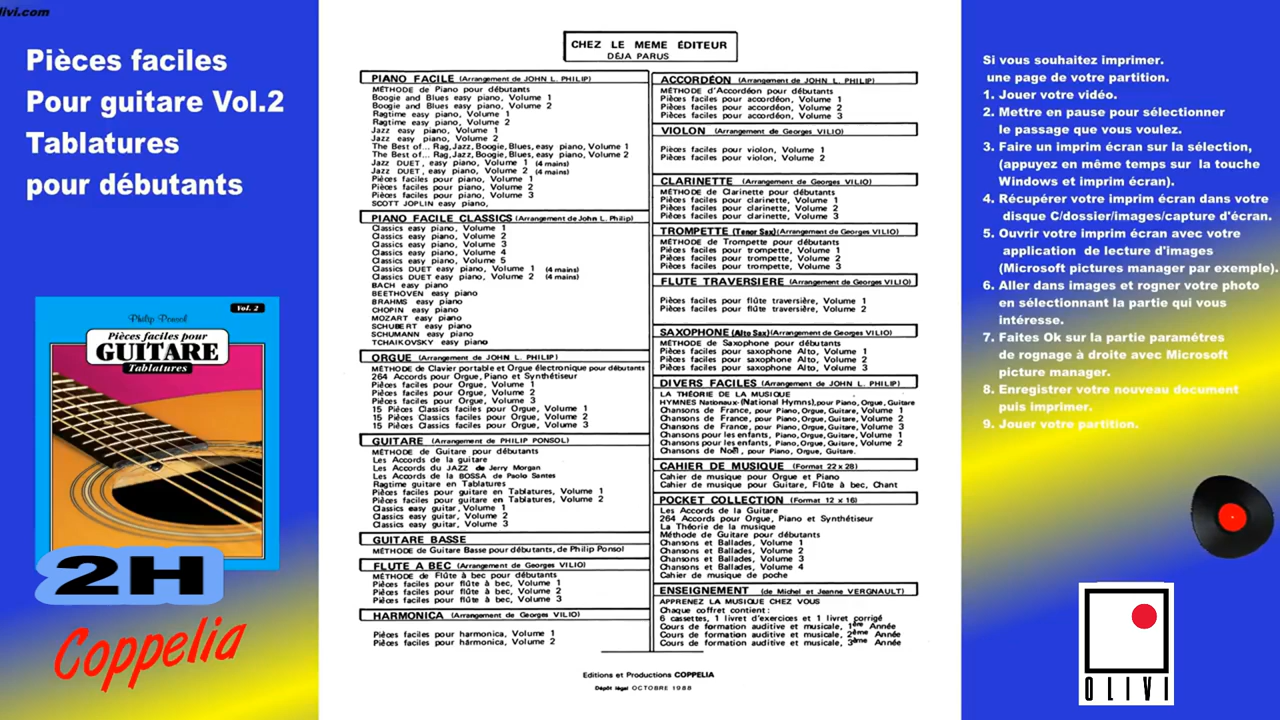 livi.com
Pièces faciles
Pour guitare Vol.2
Tablatures
pour débutants
Vol. 2
Philip Ponsol
Pièces faciles pour
GUITARE
Tablatures
2H
Coppelia
CHEZ LE MEME ÉDITEUR
DÉJA PARUS
PIANO FACILE (Arrangement de JOHN L. PHILIP)
MÉTHODE de Piano pour débutants
Boogie and Blues easy piano, Volume 1
Boogie and Blues easy piano, Volume 2
Ragtime easy piano, Volume 1
Ragtime easy piano, Volume 2
Jazz easy piano, Volume 1
Jazz easy piano, Volume 2
The Best of... Rag, Jazz, Boogie, Blues, easy piano, Volume 1
The Best of... Rag, Jazz, Boogie, Blues, easy piano, Volume 2
Jazz DUET, easy piano, Volume 1 (4 mains)
Jazz DUET, easy piano, Volume 2 (4 mains)
Pièces faciles pour piano, Volume 1
Pièces faciles pour piano, Volume 2
Pièces faciles pour piano, Volume 3
SCOTT JOPLIN easy piano,
PIANO FACILE CLASSICS (Arrangement de John L. Philip)
Classics easy piano, Volume 1
Classics easy piano, Volume 2
Classics easy piano, Volume 3
Classics easy piano, Volume 4
Classics easy piano, Volume 5
Classics DUET easy piano, Volume 1 (4 mains)
Classics DUET easy piano, Volume 2 (4 mains)
BACH easy piano
BEETHOVEN easy piano
BRAHMS easy piano
CHOPIN easy piano
MOZART easy piano
SCHUBERT easy piano
SCHUMANN easy piano
TCHAIKOVSKY easy piano
ORGUE (Arrangement de JOHN L. PHILIP)
MÉTHODE de Clavier portable et Orgue électronique pour débutants
264 Accords pour Orgue, Piano et Synthétiseur
Pièces faciles pour Orgue, Volume 1
Pièces faciles pour Orgue, Volume 2
Pièces faciles pour Orgue, Volume 3
15 Pièces Classics faciles pour Orgue, Volume 1
15 Pièces Classics faciles pour Orgue, Volume 2
15 Pièces Classics faciles pour Orgue, Volume 3
GUITARE (Arrangement de PHILIP PONSOL)
MÉTHODE de Guitare pour débutants
Les Accords de la guitare
Les Accords du JAZZ de Jerry Morgan
Les Accords de la BOSSA de Paolo Santes
Ragtime guitare en Tablatures
Pièces faciles pour guitare en Tablatures, Volume 1
Pièces faciles pour guitare en Tablatures, Volume 2
Classics easy guitar, Volume 1
Classics easy guitar, Volume 2
Classics easy guitar, Volume 3
GUITARE BASSE
MÉTHODE de Guitare Basse pour débutants, de Philip Ponsol
FLUTE A BEC (Arrangement de Georges VILIO)
MÉTHODE de Flûte à bec pour débutants
Pièces faciles pour flûte à bec, Volume 1
Pièces faciles pour flûte à bec, Volume 2
Pièces faciles pour flûte à bec, Volume 3
HARMONICA (Arrangement de Georges VILIO)
Pièces faciles pour harmonica, Volume 1
Pièces faciles pour harmonica, Volume 2
ACCORDÉON (Arrangement de JOHN L. PHILIP)
MÉTHODE d'Accordéon pour débutants
Pièces faciles pour accordéon, Volume 1
Pièces faciles pour accordéon, Volume 2
Pièces faciles pour accordéon, Volume 3
VIOLON (Arrangement de Georges VILIO)
Pièces faciles pour violon, Volume 1
Pièces faciles pour violon, Volume 2
CLARINETTE (Arrangement de Georges VILIO)
MÉTHODE de Clarinette pour débutants
Pièces faciles pour clarinette, Volume 1
Pièces faciles pour clarinette, Volume 2
Pièces faciles pour clarinette, Volume 3
TROMPETTE (Tenor Sax) (Arrangement de Georges VILIO)
MÉTHODE de Trompette pour débutants
Pièces faciles pour trompette, Volume 1
Pièces faciles pour trompette, Volume 2
Pièces faciles pour trompette, Volume 3
FLUTE TRAVERSIERE (Arrangement de Georges VILIO)
Pièces faciles pour flûte traversière, Volume 1
Pièces faciles pour flûte traversière, Volume 2
SAXOPHONE (Alto Sax) (Arrangement de Georges VILIO)
MÉTHODE de Saxophone pour débutants
Pièces faciles pour saxophone Alto, Volume 1
Pièces faciles pour saxophone Alto, Volume 2
Pièces faciles pour saxophone Alto, Volume 3
DIVERS FACILES (Arrangement de JOHN L. PHILIP)
LA THÉORIE DE LA MUSIQUE
HYMNES Nationaux-(National Hymns), pour Piano, Orgue, Guitare
Chansons de France, pour Piano, Orgue, Guitare, Volume 1
Chansons de France, pour Piano, Orgue, Guitare, Volume 2
Chansons de France, pour Piano, Orgue, Guitare, Volume 3
Chansons pour les enfants, Piano, Orgue, Guitare, Volume 1
Chansons pour les enfants, Piano, Orgue, Guitare, Volume 2
Chansons de Noël, pour Piano, Orgue, Guitare.
CAHIER DE MUSIQUE (Format 22 x 28)
Cahier de musique pour Orgue et Piano
Cahier de musique pour Guitare, Flûte à bec, Chant
POCKET COLLECTION (Format 12 x 16)
Les Accords de la Guitare
264 Accords pour Orgue, Piano et Synthétiseur
La Théorie de la musique
Méthode de Guitare pour débutants
Chansons et Ballades, Volume 1
Chansons et Ballades, Volume 2
Chansons et Ballades, Volume 3
Chansons et Ballades, Volume 4
Cahier de musique de poche
ENSEIGNEMENT (de Michel et Jeanne VERGNAULT)
APPRENEZ LA MUSIQUE CHEZ VOUS
Chaque coffret contient :
6 cassettes, 1 livret d'exercices et 1 livret corrigé
Cours de formation auditive et musicale, 1ère Année
Cours de formation auditive et musicale, 2ème Année
Cours de formation auditive et musicale, 3ème Année
Editions et Productions COPPELIA
Dépôt légal OCTOBRE 1988
Si vous souhaitez imprimer.
une page de votre partition.
1. Jouer votre vidéo.
2. Mettre en pause pour sélectionner
le passage que vous voulez.
3. Faire un imprim écran sur la sélection,
(appuyez en même temps sur la touche
Windows et imprim écran).
4. Récupérer votre imprim écran dans votre
disque C/dossier/images/capture d'écran.
5. Ouvrir votre imprim écran avec votre
application de lecture d'images
(Microsoft pictures manager par exemple).
6. Aller dans images et rogner votre photo
en sélectionnant la partie qui vous
intéresse.
7. Faites Ok sur la partie paramétres
de rognage à droite avec Microsoft
picture manager.
8. Enregistrer votre nouveau document
puis imprimer.
9. Jouer votre partition.
OLIVI